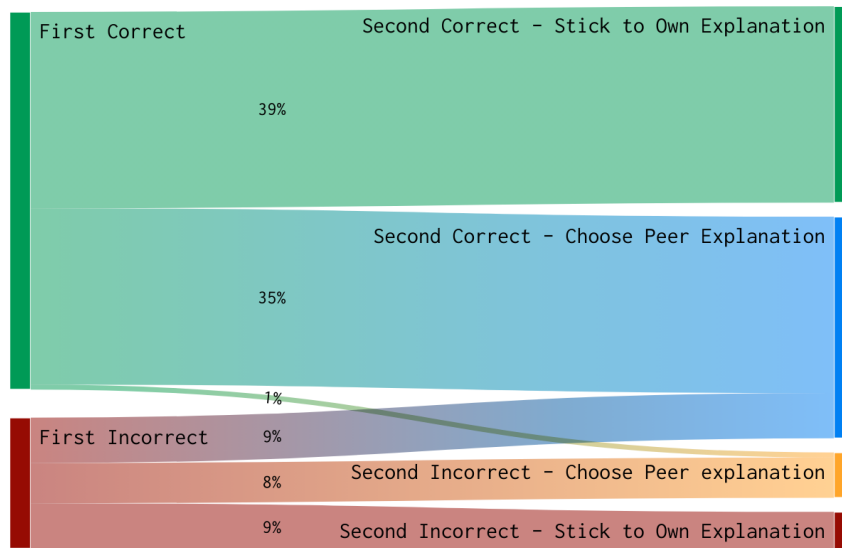 Second Correct – Stick to Own Explanation
First Correct
39%
Second Correct – Choose Peer Explanation
35%
1%
First Incorrect
9%
Second Incorrect – Choose Peer explanation
8%
9%
Second Incorrect – Stick to Own Explanation